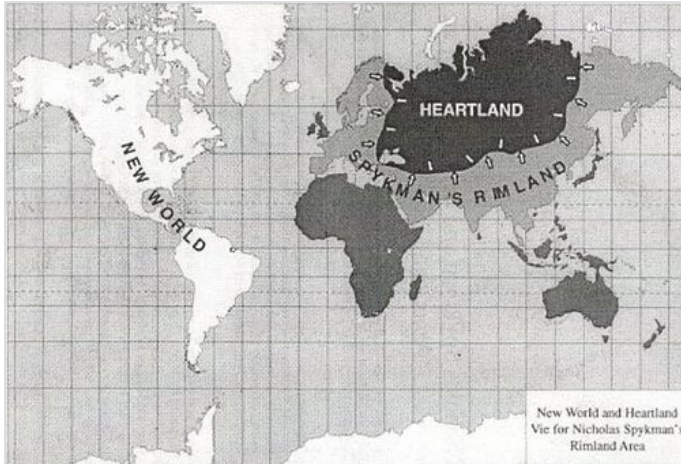 HEARTLAND
SPYKMAN'S RIMLAND
NEW WORLD
New World and Heartland
Vie for Nicholas Spykman's
Rimland Area